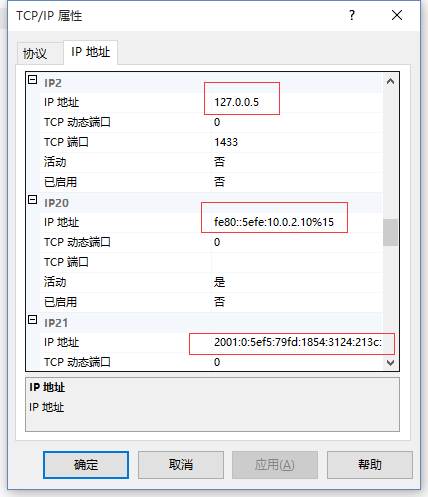 TCP/IP 属性
?
协议
IP 地址
IP2
IP 地址 127.0.0.5
TCP 动态端口 0
TCP 端口 1433
活动 否
已启用 否
IP20
IP 地址 fe80::5efe:10.0.2.10%15
TCP 动态端口 0
TCP 端口
活动 是
已启用 否
IP21
IP 地址 2001:0:5ef5:79fd:1854:3124:213c:
TCP 动态端口 0
IP 地址
IP 地址
确定 取消 应用(A) 帮助